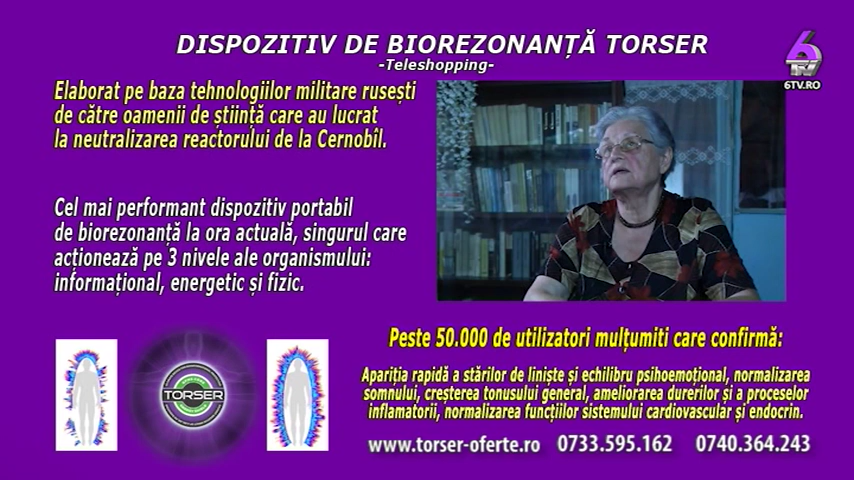 DISPOZITIV DE BIOREZONANȚĂ TORSER
-Teleshopping-
6
TV
6TV.RO
Elaborat pe baza tehnologiilor militare rusești
de către oamenii de știință care au lucrat
la neutralizarea reactorului de la Cernobîl.
Cel mai performant dispozitiv portabil
de biorezonanță la ora actuală, singurul care
acționează pe 3 nivele ale organismului:
informațional, energetic și fizic.
TORSER
Peste 50.000 de utilizatori mulțumiti care confirmă:
Apariția rapidă a stărilor de liniște și echilibru psihoemoțional, normalizarea
somnului, creșterea tonusului general, ameliorarea durerilor și a proceselor
inflamatorii, normalizarea funcțiilor sistemului cardiovascular și endocrin.
www.torser-oferte.ro 0733.595.162 0740.364.243